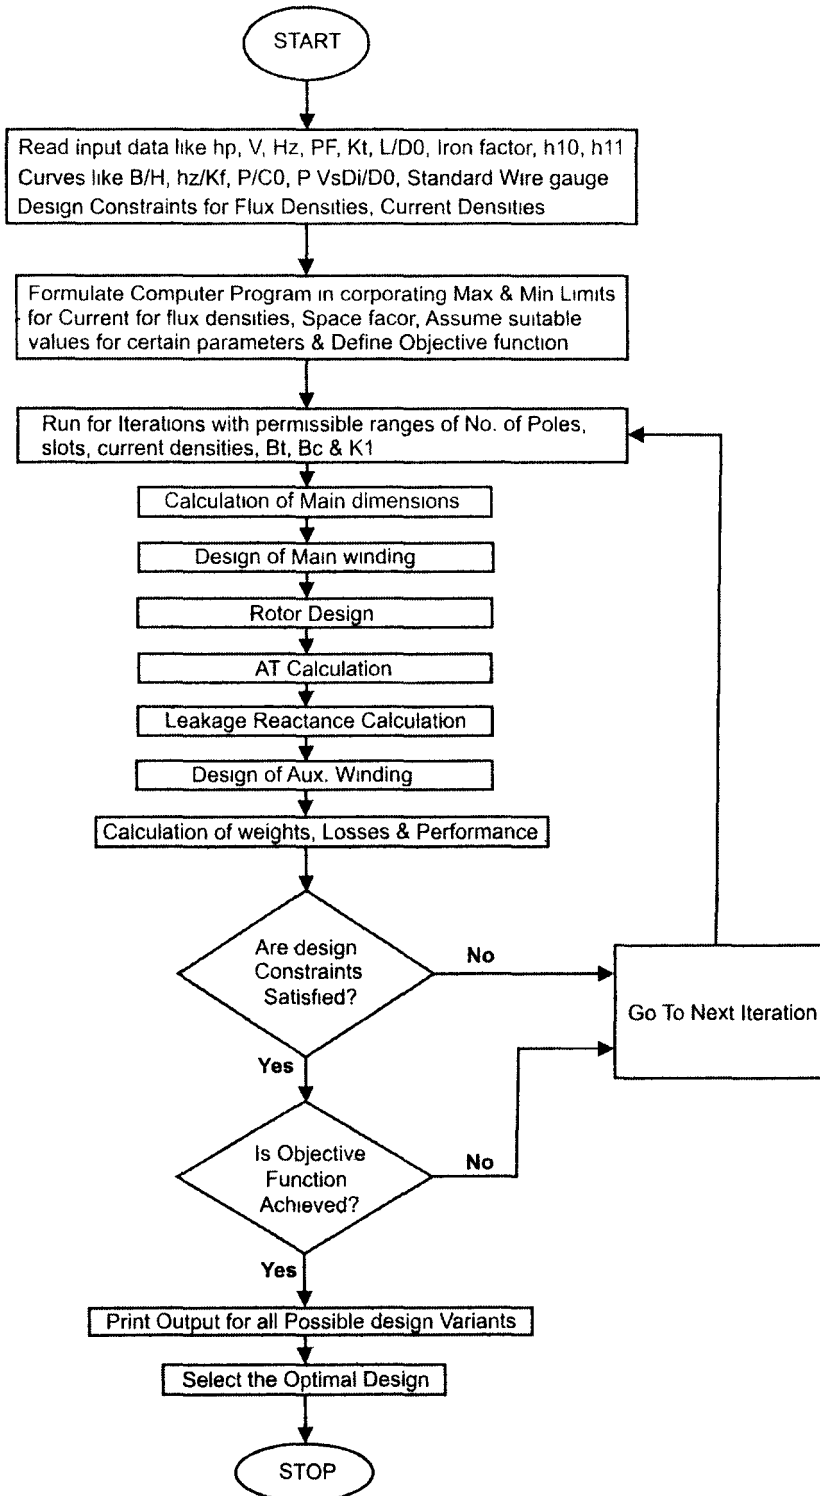 START
Read input data like hp, V, Hz, PF, Kt, L/D0, Iron factor, h10, h11
Curves like B/H, hz/Kf, P/C0, P VsDi/D0, Standard Wire gauge
Design Constraints for Flux Densities, Current Densities
Formulate Computer Program in corporating Max & Min Limits
for Current for flux densities, Space facor, Assume suitable
values for certain parameters & Define Objective function
Run for Iterations with permissible ranges of No. of Poles,
slots, current densities, Bt, Bc & K1
Calculation of Main dimensions
Design of Main winding
Rotor Design
AT Calculation
Leakage Reactance Calculation
Design of Aux. Winding
Calculation of weights, Losses & Performance
Are design
Constraints
Satisfied?
No
Go To Next Iteration
Yes
Is Objective
Function
Achieved?
No
Yes
Print Output for all Possible design Variants
Select the Optimal Design
STOP